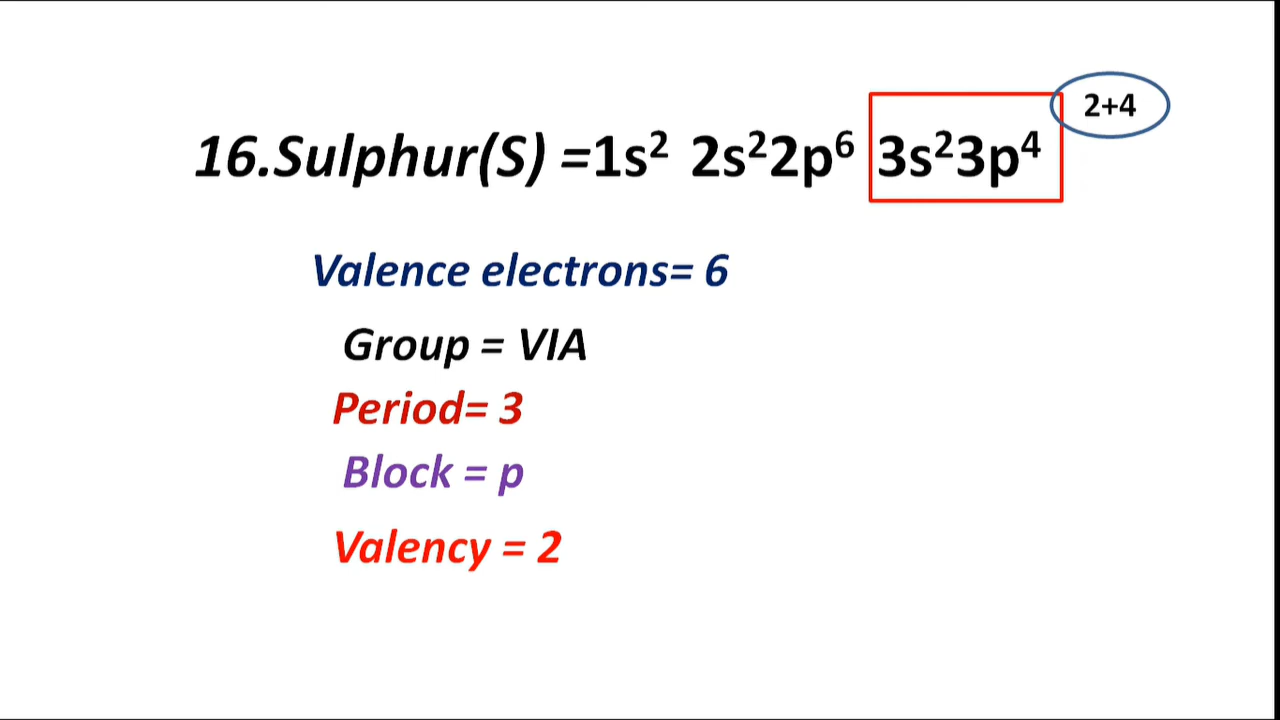 2+4
16.Sulphur(S) =1s² 2s²2p⁶ 3s²3p⁴
Valence electrons= 6
Group = VIA
Period= 3
Block = p
Valency = 2